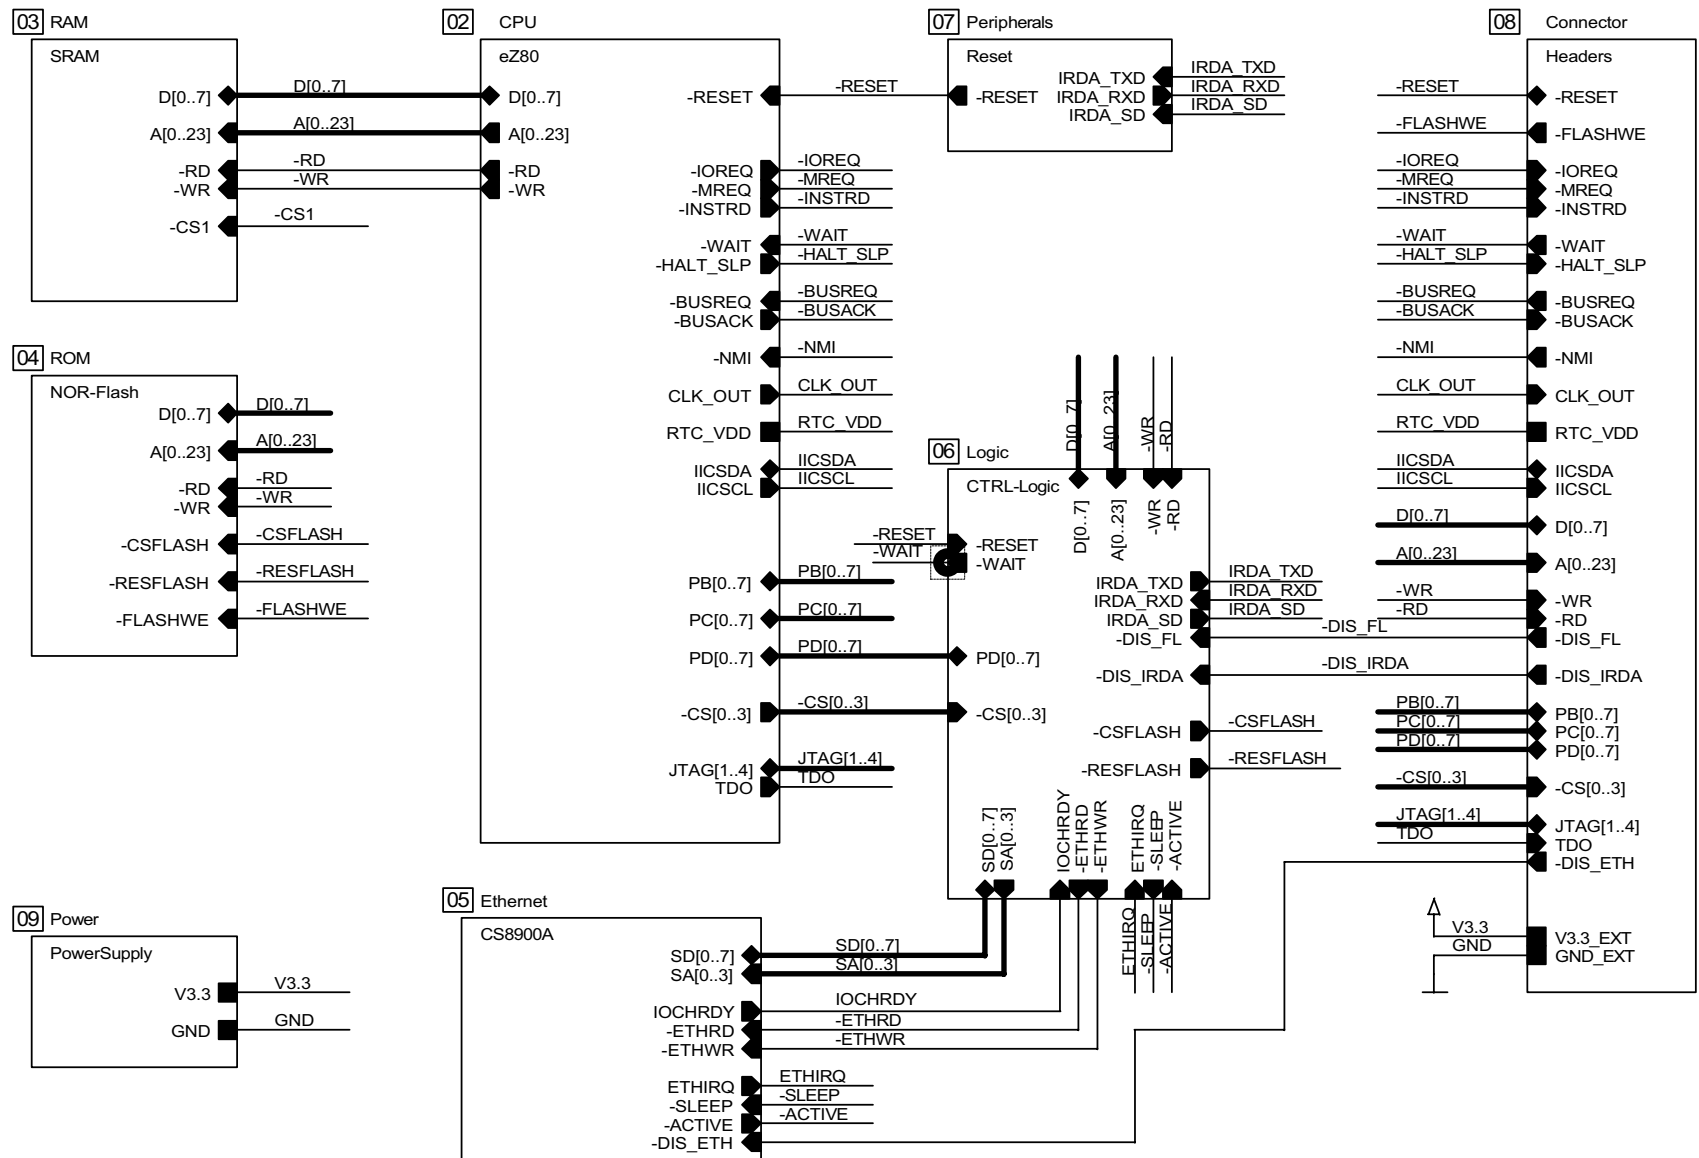 03 RAM
SRAM
D[0..7] D[0..7]
A[0..23] A[0..23]
-RD -RD
-WR -WR
-CS1 -CS1
04 ROM
NOR-Flash
D[0..7] D[0..7]
A[0..23] A[0..23]
-RD -RD
-WR -WR
-CSFLASH -CSFLASH
-RESFLASH -RESFLASH
-FLASHWE -FLASHWE
09 Power
PowerSupply
V3.3 V3.3
GND GND
02 CPU
eZ80
D[0..7]
A[0..23]
-RD
-WR
-RESET -RESET
-IOREQ -IOREQ
-MREQ -MREQ
-INSTRD -INSTRD
-WAIT -WAIT
-HALT_SLP -HALT_SLP
-BUSREQ -BUSREQ
-BUSACK -BUSACK
-NMI -NMI
CLK_OUT CLK_OUT
RTC_VDD RTC_VDD
IICSDA IICSDA
IICSCL IICSCL
PB[0..7] PB[0..7]
PC[0..7] PC[0..7]
PD[0..7] PD[0..7]
-CS[0..3] -CS[0..3]
JTAG[1..4] JTAG[1..4]
TDO TDO
05 Ethernet
CS8900A
SD[0..7] SD[0..7]
SA[0..3] SA[0..3]
IOCHRDY IOCHRDY
-ETHRD -ETHRD
-ETHWR -ETHWR
ETHIRQ ETHIRQ
-SLEEP -SLEEP
-ACTIVE -ACTIVE
-DIS_ETH
07 Peripherals
Reset
-RESET
IRDA_TXD IRDA_TXD
IRDA_RXD IRDA_RXD
IRDA_SD IRDA_SD
06 Logic
CTRL-Logic
D[0..7] D[0..7]
A[0..23] A[0..23]
-WR -WR
-RD -RD
-RESET -RESET
-WAIT -WAIT
PD[0..7]
-CS[0..3]
IRDA_TXD IRDA_TXD
IRDA_RXD IRDA_RXD
IRDA_SD IRDA_SD
-DIS_FL -DIS_FL
-DIS_IRDA -DIS_IRDA
-CSFLASH -CSFLASH
-RESFLASH -RESFLASH
SD[0..7]
SA[0..3]
IOCHRDY
-ETHRD
-ETHWR
ETHIRQ ETHIRQ
-SLEEP -SLEEP
-ACTIVE -ACTIVE
08 Connector
Headers
-RESET -RESET
-FLASHWE -FLASHWE
-IOREQ -IOREQ
-MREQ -MREQ
-INSTRD -INSTRD
-WAIT -WAIT
-HALT_SLP -HALT_SLP
-BUSREQ -BUSREQ
-BUSACK -BUSACK
-NMI -NMI
CLK_OUT CLK_OUT
RTC_VDD RTC_VDD
IICSDA IICSDA
IICSCL IICSCL
D[0..7] D[0..7]
A[0..23] A[0..23]
-WR -WR
-RD -RD
-DIS_FL
-DIS_IRDA
PB[0..7] PB[0..7]
PC[0..7] PC[0..7]
PD[0..7] PD[0..7]
-CS[0..3] -CS[0..3]
JTAG[1..4] JTAG[1..4]
TDO TDO
-DIS_ETH
V3.3 V3.3_EXT
GND GND_EXT